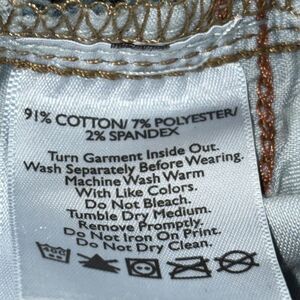 91% COTTON/ 7% POLYESTER/
2% SPANDEX
Turn Garment Inside Out.
Wash Separately Before Wearing.
Machine Wash Warm
With Like Colors.
Do Not Bleach.
Tumble Dry Medium.
Remove Promptly.
Do Not Iron On Print.
Do Not Dry Clean.